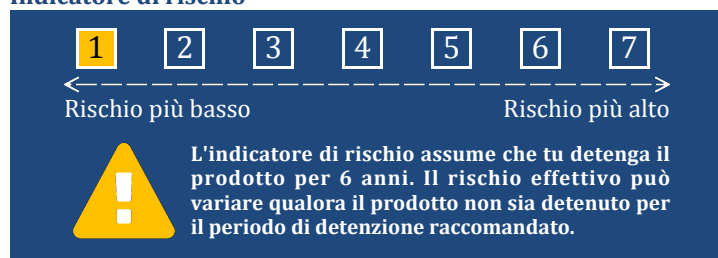 Indicatore di rischio
1 2 3 4 5 6 7
Rischio più basso Rischio più alto
L'indicatore di rischio assume che tu detenga il
prodotto per 6 anni. Il rischio effettivo può
variare qualora il prodotto non sia detenuto per
il periodo di detenzione raccomandato.